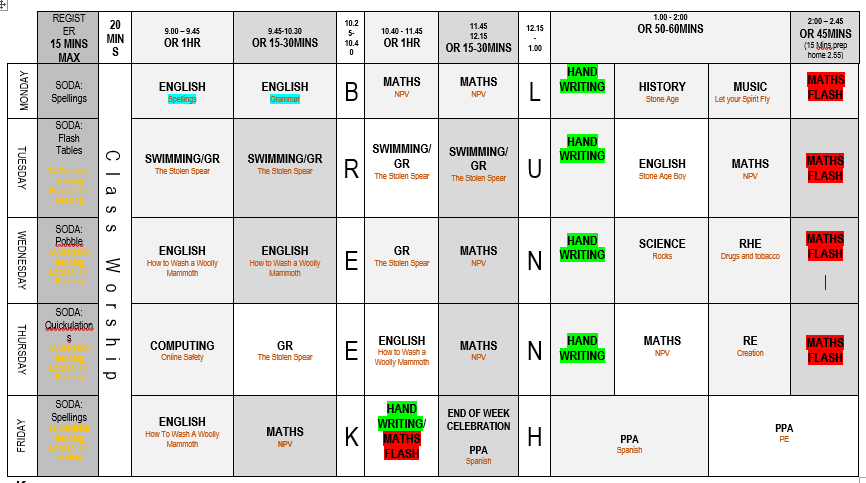 REGIST
ER
15 MINS
MAX
20
MIN
S
9.00 – 9.45
OR 1HR
9.45-10.30
OR 15-30MINS
10.2
5-
10.4
0
10.40 - 11.45
OR 1HR
11.45
12.15
OR 15-30MINS
12.15
-
1.00
1.00 - 2:00
OR 50-60MINS
2:00 – 2.45
OR 45MINS
(15 Mins prep
home 2.55)
Class Worship
MONDAY
SODA:
Spellings
ENGLISH
Spellings
ENGLISH
Grammar
B
MATHS
NPV
MATHS
NPV
L
HAND
WRITING
HISTORY
Stone Age
MUSIC
Let your Spirit Fly
MATHS
FLASH
TUESDAY
SODA:
Flash
Tables
SWIMMING/GR
The Stolen Spear
SWIMMING/GR
The Stolen Spear
R
SWIMMING/
GR
The Stolen Spear
SWIMMING/
GR
The Stolen Spear
U
HAND
WRITING
ENGLISH
Stone Age Boy
MATHS
NPV
MATHS
FLASH
WEDNESDAY
SODA:
Pobble
ENGLISH
How to Wash a Woolly
Mammoth
ENGLISH
How to Wash a Woolly
Mammoth
E
GR
The Stolen Spear
MATHS
NPV
N
HAND
WRITING
SCIENCE
Rocks
RHE
Drugs and tobacco
MATHS
FLASH
THURSDAY
SODA:
Quickulation
s
COMPUTING
Online Safety
GR
The Stolen Spear
E
ENGLISH
How to Wash a
Woolly Mammoth
MATHS
NPV
N
HAND
WRITING
MATHS
NPV
RE
Creation
MATHS
FLASH
FRIDAY
SODA:
Spellings
ENGLISH
How To Wash A Woolly
Mammoth
MATHS
NPV
K
HAND
WRITING/
MATHS
FLASH
END OF WEEK
CELEBRATION
PPA
Spanish
H
PPA
Spanish
PPA
PE